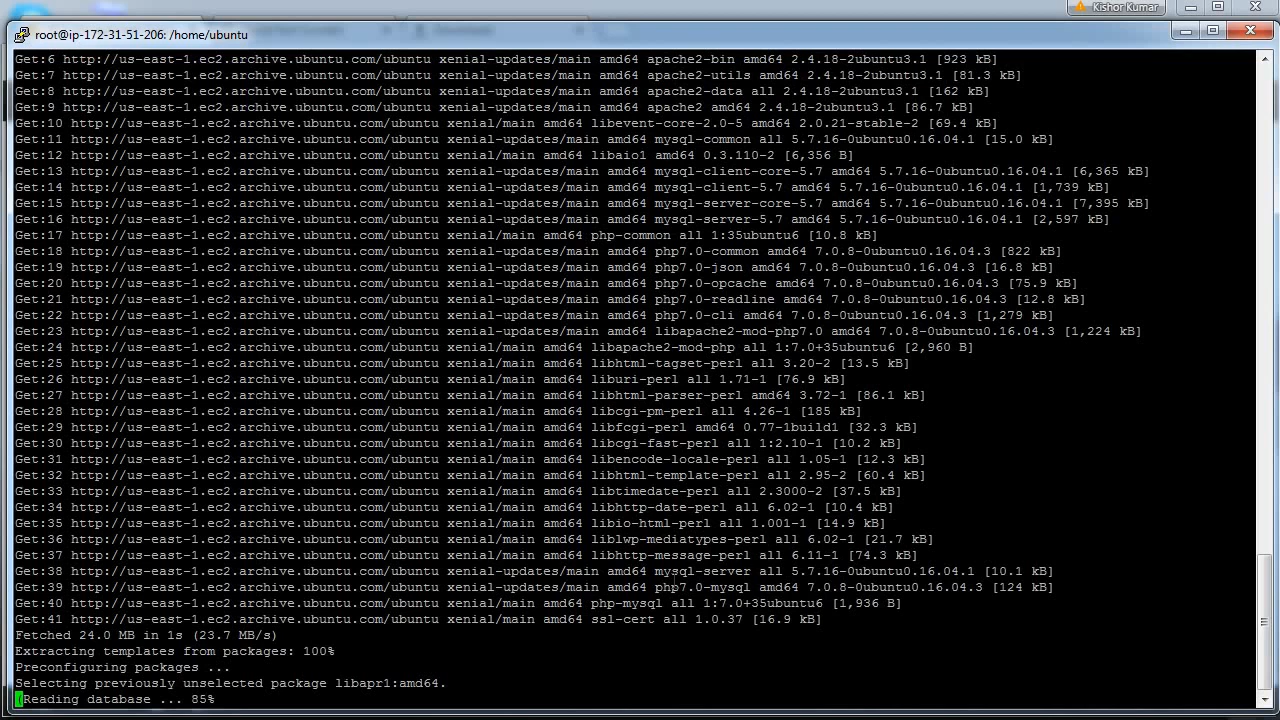 Kishor Kumar
root@ip-172-31-51-206: /home/ubuntu
Get:6 http://us-east-1.ec2.archive.ubuntu.com/ubuntu xenial-updates/main amd64 apache2-bin amd64 2.4.18-2ubuntu3.1 [923 kB]
Get:7 http://us-east-1.ec2.archive.ubuntu.com/ubuntu xenial-updates/main amd64 apache2-utils amd64 2.4.18-2ubuntu3.1 [81.3 kB]
Get:8 http://us-east-1.ec2.archive.ubuntu.com/ubuntu xenial-updates/main amd64 apache2-data all 2.4.18-2ubuntu3.1 [162 kB]
Get:9 http://us-east-1.ec2.archive.ubuntu.com/ubuntu xenial-updates/main amd64 apache2 amd64 2.4.18-2ubuntu3.1 [86.7 kB]
Get:10 http://us-east-1.ec2.archive.ubuntu.com/ubuntu xenial/main amd64 libevent-core-2.0-5 amd64 2.0.21-stable-2 [69.4 kB]
Get:11 http://us-east-1.ec2.archive.ubuntu.com/ubuntu xenial-updates/main amd64 mysql-common all 5.7.16-0ubuntu0.16.04.1 [15.0 kB]
Get:12 http://us-east-1.ec2.archive.ubuntu.com/ubuntu xenial/main amd64 libaio1 amd64 0.3.110-2 [6,356 B]
Get:13 http://us-east-1.ec2.archive.ubuntu.com/ubuntu xenial-updates/main amd64 mysql-client-core-5.7 amd64 5.7.16-0ubuntu0.16.04.1 [6,365 kB]
Get:14 http://us-east-1.ec2.archive.ubuntu.com/ubuntu xenial-updates/main amd64 mysql-client-5.7 amd64 5.7.16-0ubuntu0.16.04.1 [1,739 kB]
Get:15 http://us-east-1.ec2.archive.ubuntu.com/ubuntu xenial-updates/main amd64 mysql-server-core-5.7 amd64 5.7.16-0ubuntu0.16.04.1 [7,395 kB]
Get:16 http://us-east-1.ec2.archive.ubuntu.com/ubuntu xenial-updates/main amd64 mysql-server-5.7 amd64 5.7.16-0ubuntu0.16.04.1 [2,597 kB]
Get:17 http://us-east-1.ec2.archive.ubuntu.com/ubuntu xenial/main amd64 php-common all 1:35ubuntu6 [10.8 kB]
Get:18 http://us-east-1.ec2.archive.ubuntu.com/ubuntu xenial-updates/main amd64 php7.0-common amd64 7.0.8-0ubuntu0.16.04.3 [822 kB]
Get:19 http://us-east-1.ec2.archive.ubuntu.com/ubuntu xenial-updates/main amd64 php7.0-json amd64 7.0.8-0ubuntu0.16.04.3 [16.8 kB]
Get:20 http://us-east-1.ec2.archive.ubuntu.com/ubuntu xenial-updates/main amd64 php7.0-opcache amd64 7.0.8-0ubuntu0.16.04.3 [75.9 kB]
Get:21 http://us-east-1.ec2.archive.ubuntu.com/ubuntu xenial-updates/main amd64 php7.0-readline amd64 7.0.8-0ubuntu0.16.04.3 [12.8 kB]
Get:22 http://us-east-1.ec2.archive.ubuntu.com/ubuntu xenial-updates/main amd64 php7.0-cli amd64 7.0.8-0ubuntu0.16.04.3 [1,279 kB]
Get:23 http://us-east-1.ec2.archive.ubuntu.com/ubuntu xenial-updates/main amd64 libapache2-mod-php7.0 amd64 7.0.8-0ubuntu0.16.04.3 [1,224 kB]
Get:24 http://us-east-1.ec2.archive.ubuntu.com/ubuntu xenial/main amd64 libapache2-mod-php all 1:7.0+35ubuntu6 [2,960 B]
Get:25 http://us-east-1.ec2.archive.ubuntu.com/ubuntu xenial/main amd64 libhtml-tagset-perl all 3.20-2 [13.5 kB]
Get:26 http://us-east-1.ec2.archive.ubuntu.com/ubuntu xenial/main amd64 liburi-perl all 1.71-1 [76.9 kB]
Get:27 http://us-east-1.ec2.archive.ubuntu.com/ubuntu xenial/main amd64 libhtml-parser-perl amd64 3.72-1 [86.1 kB]
Get:28 http://us-east-1.ec2.archive.ubuntu.com/ubuntu xenial/main amd64 libcgi-pm-perl all 4.26-1 [185 kB]
Get:29 http://us-east-1.ec2.archive.ubuntu.com/ubuntu xenial/main amd64 libfcgi-perl amd64 0.77-1build1 [32.3 kB]
Get:30 http://us-east-1.ec2.archive.ubuntu.com/ubuntu xenial/main amd64 libcgi-fast-perl all 1:2.10-1 [10.2 kB]
Get:31 http://us-east-1.ec2.archive.ubuntu.com/ubuntu xenial/main amd64 libencode-locale-perl all 1.05-1 [12.3 kB]
Get:32 http://us-east-1.ec2.archive.ubuntu.com/ubuntu xenial/main amd64 libhtml-template-perl all 2.95-2 [60.4 kB]
Get:33 http://us-east-1.ec2.archive.ubuntu.com/ubuntu xenial/main amd64 libtimedate-perl all 2.3000-2 [37.5 kB]
Get:34 http://us-east-1.ec2.archive.ubuntu.com/ubuntu xenial/main amd64 libhttp-date-perl all 6.02-1 [10.4 kB]
Get:35 http://us-east-1.ec2.archive.ubuntu.com/ubuntu xenial/main amd64 libio-html-perl all 1.001-1 [14.9 kB]
Get:36 http://us-east-1.ec2.archive.ubuntu.com/ubuntu xenial/main amd64 liblwp-mediatypes-perl all 6.02-1 [21.7 kB]
Get:37 http://us-east-1.ec2.archive.ubuntu.com/ubuntu xenial/main amd64 libhttp-message-perl all 6.11-1 [74.3 kB]
Get:38 http://us-east-1.ec2.archive.ubuntu.com/ubuntu xenial-updates/main amd64 mysql-server all 5.7.16-0ubuntu0.16.04.1 [10.1 kB]
Get:39 http://us-east-1.ec2.archive.ubuntu.com/ubuntu xenial-updates/main amd64 php7.0-mysql amd64 7.0.8-0ubuntu0.16.04.3 [124 kB]
Get:40 http://us-east-1.ec2.archive.ubuntu.com/ubuntu xenial/main amd64 php-mysql all 1:7.0+35ubuntu6 [1,936 B]
Get:41 http://us-east-1.ec2.archive.ubuntu.com/ubuntu xenial/main amd64 ssl-cert all 1.0.37 [16.9 kB]
Fetched 24.0 MB in 1s (23.7 MB/s)
Extracting templates from packages: 100%
Preconfiguring packages ...
Selecting previously unselected package libapr1:amd64.
(Reading database ... 85%